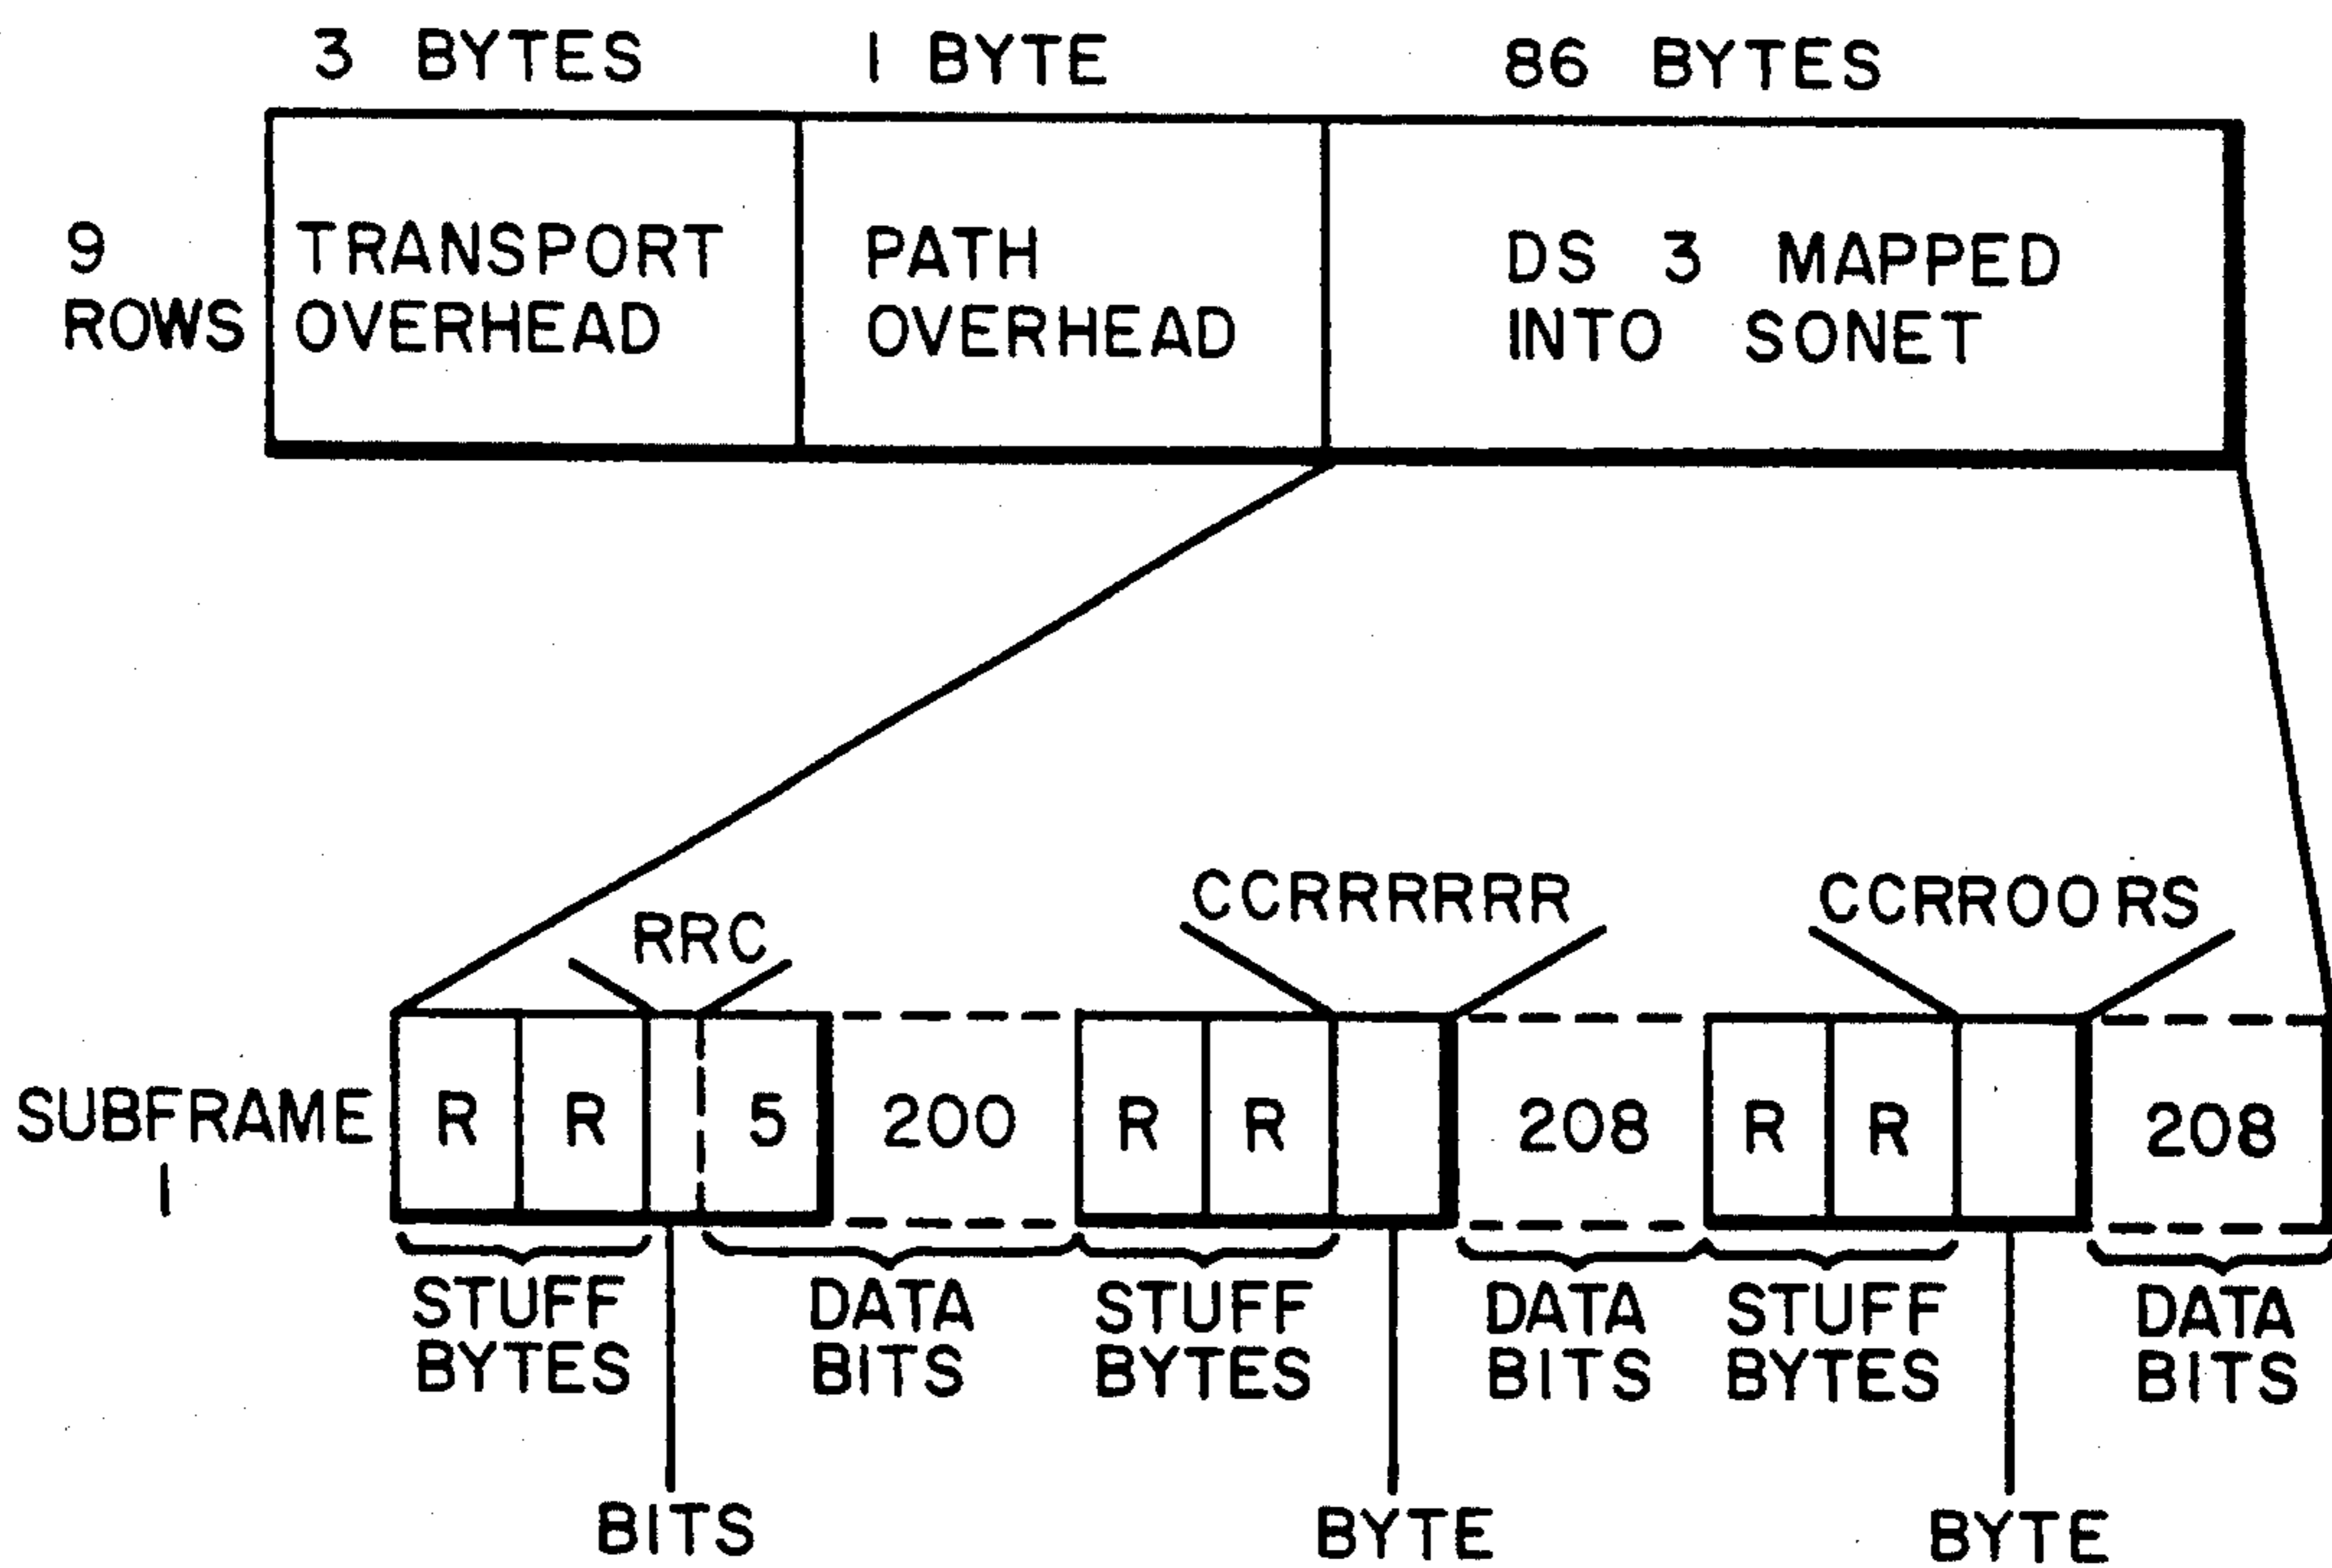 3 BYTES
1 BYTE
86 BYTES
9
ROWS
TRANSPORT
OVERHEAD
PATH
OVERHEAD
DS 3 MAPPED
INTO SONET
RRC
CCRRRRRR
CCRROORS
SUBFRAME
1
R
R
5
200
R
R
208
R
R
208
STUFF
BYTES
DATA
BITS
STUFF
BYTES
DATA
BITS
STUFF
BYTES
DATA
BITS
BITS
BYTE
BYTE